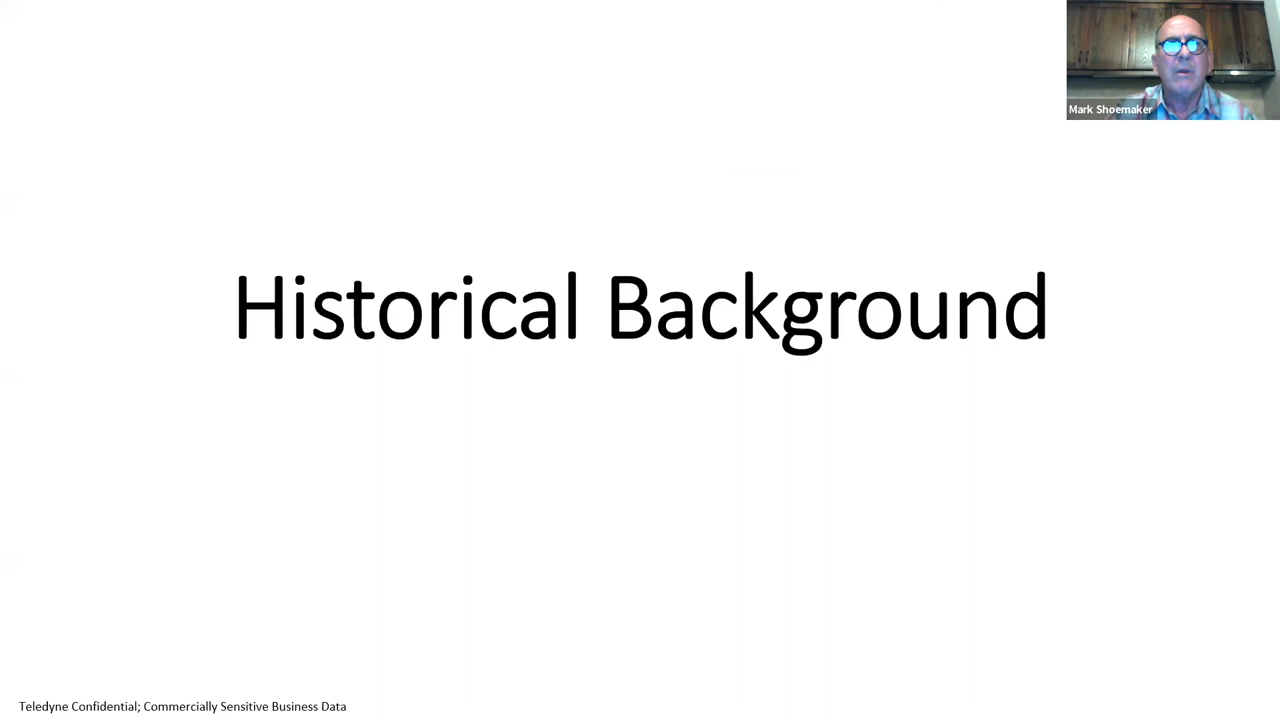 Mark Shoemaker
Historical Background
Teledyne Confidential; Commercially Sensitive Business Data